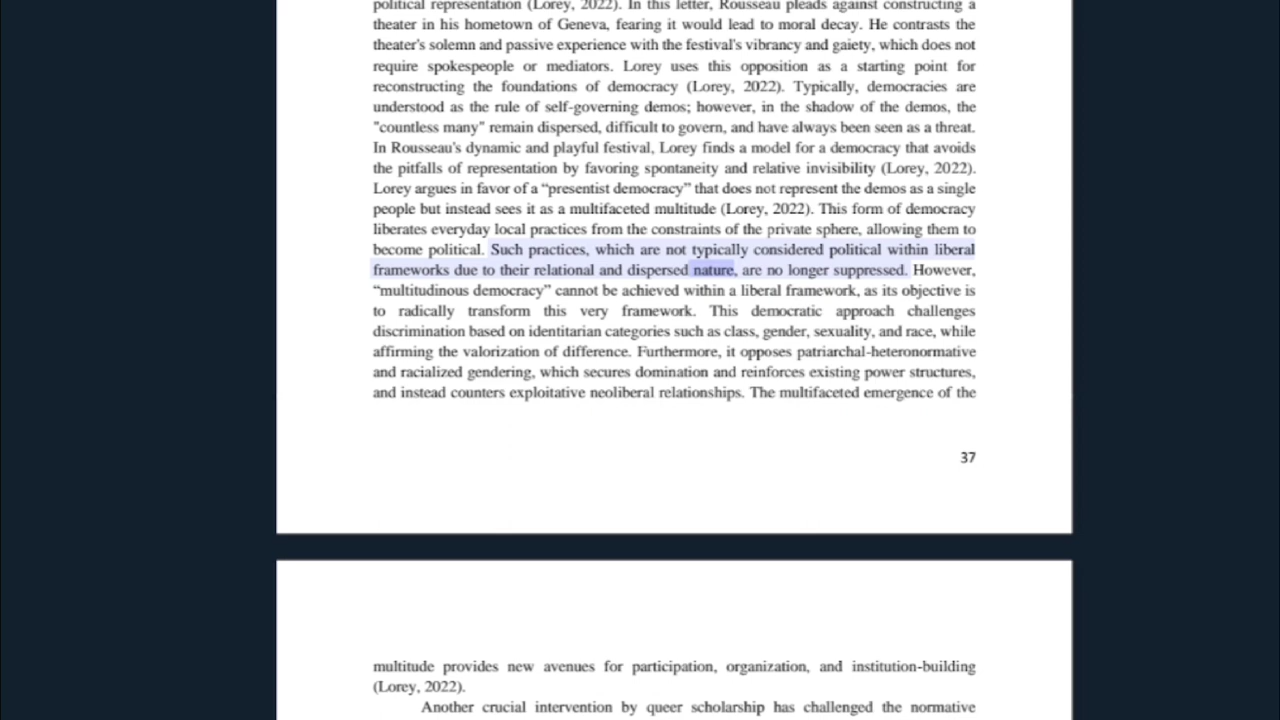 political representation (Lorey, 2022). In this letter, Rousseau pleads against constructing a
theater in his hometown of Geneva, fearing it would lead to moral decay. He contrasts the
theater's solemn and passive experience with the festival's vibrancy and gaiety, which does not
require spokespeople or mediators. Lorey uses this opposition as a starting point for
reconstructing the foundations of democracy (Lorey, 2022). Typically, democracies are
understood as the rule of self-governing demos; however, in the shadow of the demos, the
"countless many" remain dispersed, difficult to govern, and have always been seen as a threat.
In Rousseau's dynamic and playful festival, Lorey finds a model for a democracy that avoids
the pitfalls of representation by favoring spontaneity and relative invisibility (Lorey, 2022).
Lorey argues in favor of a “presentist democracy” that does not represent the demos as a single
people but instead sees it as a multifaceted multitude (Lorey, 2022). This form of democracy
liberates everyday local practices from the constraints of the private sphere, allowing them to
become political. Such practices, which are not typically considered political within liberal
frameworks due to their relational and dispersed nature, are no longer suppressed. However,
“multitudinous democracy” cannot be achieved within a liberal framework, as its objective is
to radically transform this very framework. This democratic approach challenges
discrimination based on identitarian categories such as class, gender, sexuality, and race, while
affirming the valorization of difference. Furthermore, it opposes patriarchal-heteronormative
and racialized gendering, which secures domination and reinforces existing power structures,
and instead counters exploitative neoliberal relationships. The multifaceted emergence of the
37
multitude provides new avenues for participation, organization, and institution-building
(Lorey, 2022).
Another crucial intervention by queer scholarship has challenged the normative